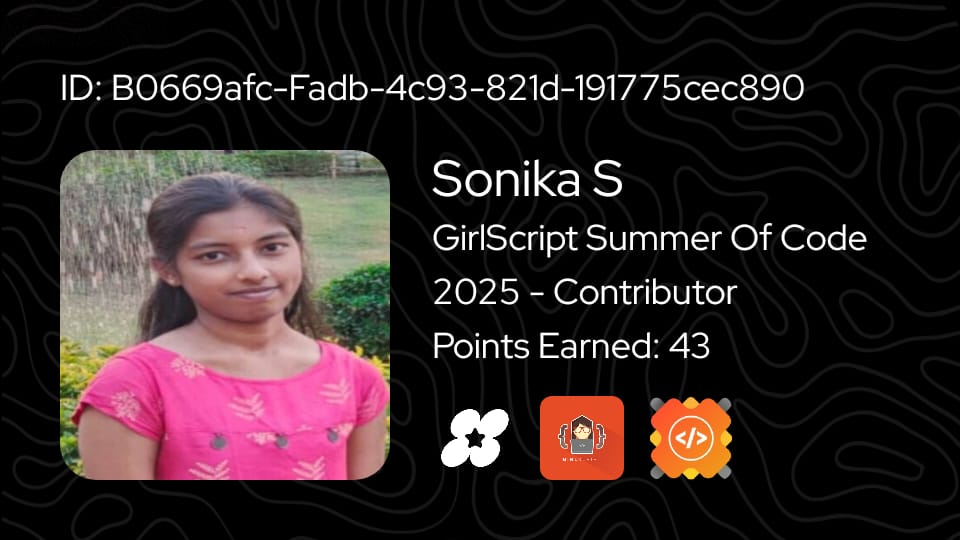 ID: B0669afc-Fadb-4c93-821d-191775cec890
Sonika S
GirlScript Summer Of Code
2025 - Contributor
Points Earned: 43